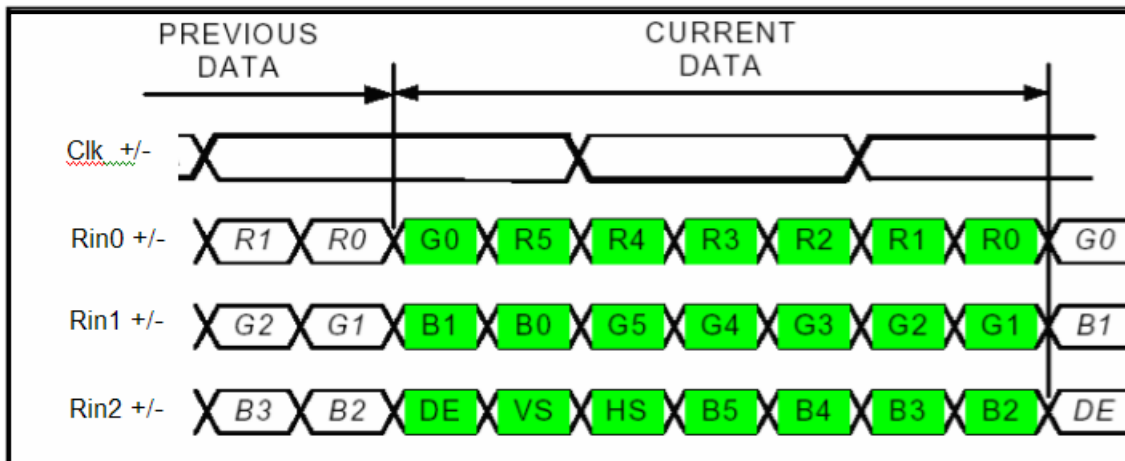 PREVIOUS DATA
CURRENT DATA
Clk +/-
Rin0 +/- R1 R0 G0 R5 R4 R3 R2 R1 R0 G0
Rin1 +/- G2 G1 B1 B0 G5 G4 G3 G2 G1 B1
Rin2 +/- B3 B2 DE VS HS B5 B4 B3 B2 DE